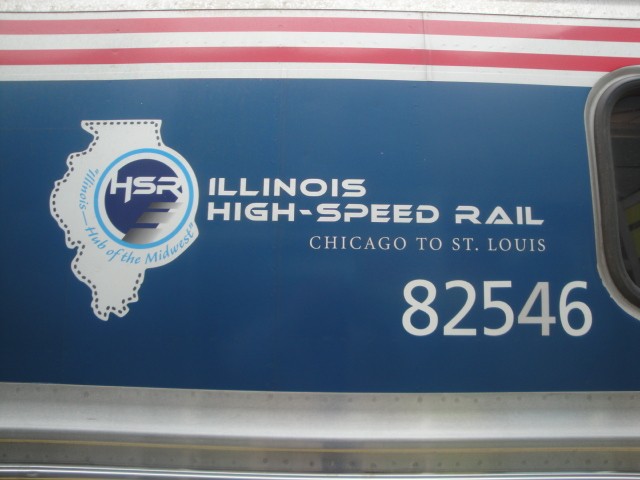 HSR
"Illinois—Hub of the Midwest"
ILLINOIS
HIGH-SPEED RAIL
CHICAGO TO ST. LOUIS
82546